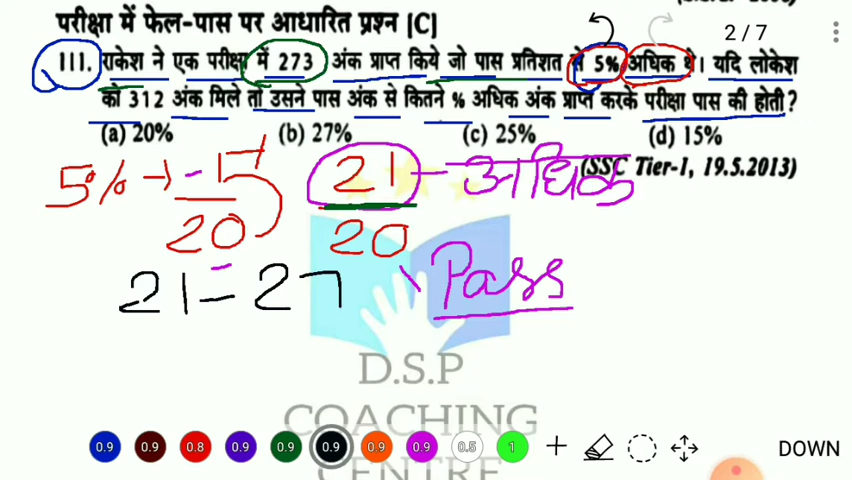 परीक्षा में फेल-पास पर आधारित प्रश्न [C]
2 / 7
111. राकेश ने एक परीक्षा में 273 अंक प्राप्त किये जो पास प्रतिशत से 5% अधिक थे। यदि लोकेश
को 312 अंक मिले तो उसने पास अंक से कितने % अधिक अंक प्राप्त करके परीक्षा पास की होती?
(a) 20% (b) 27% (c) 25% (d) 15%
(SSC Tier-1, 19.5.2013)
5% → 21 - अधिक
20 20
21 = 27 Pass
D.S.P
COACHING
CENTRE
0.9 0.9 0.8 0.9 0.9 0.9 0.9 0.9 0.5 1 + DOWN